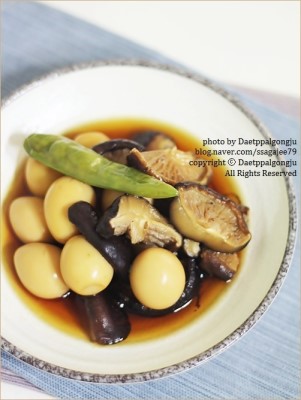 photo by Daetppalgongju
blog.naver.com/ssagajee79
copyright ⓒ Daetppalgongju
All Rights Reserved